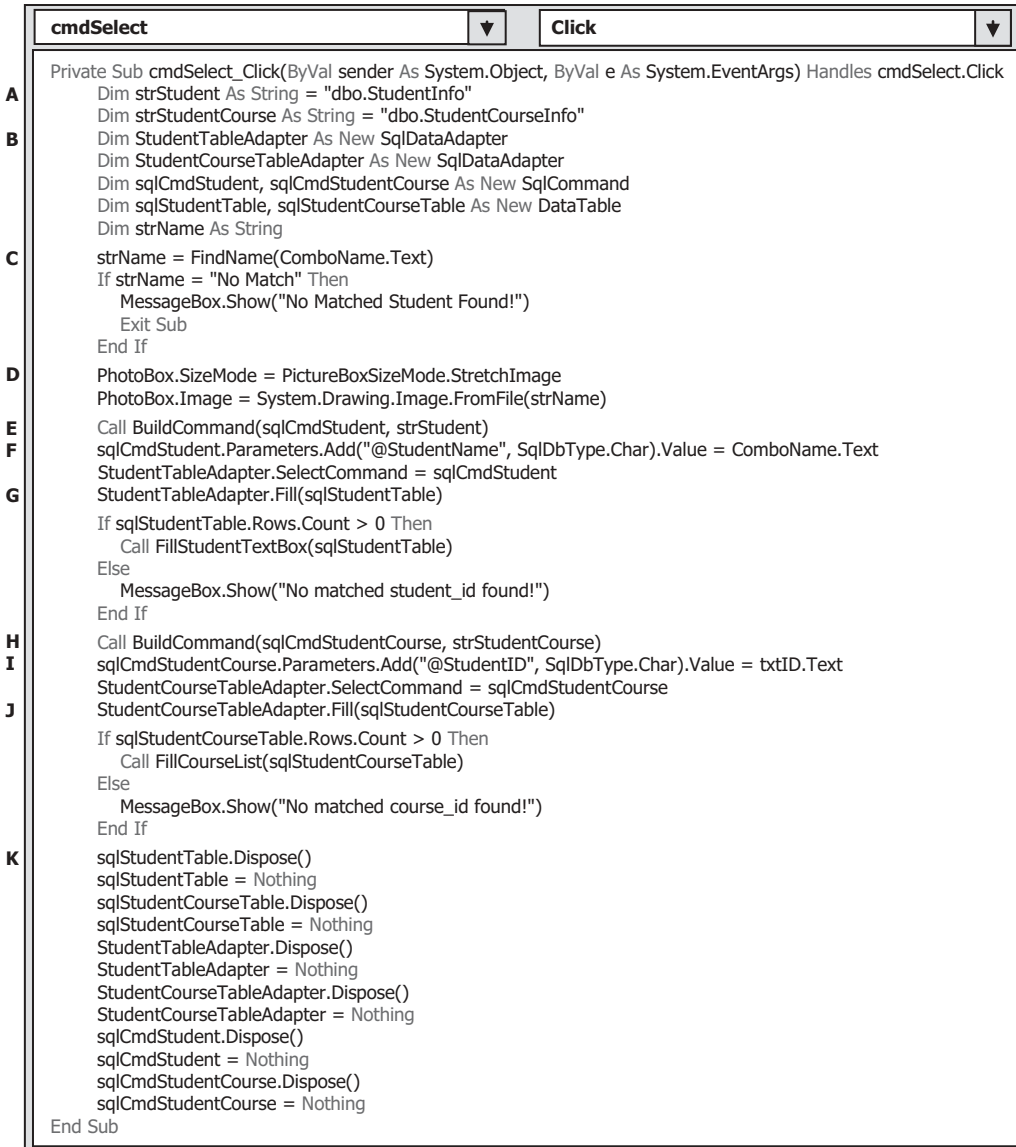 cmdSelect Click
Private Sub cmdSelect_Click(ByVal sender As System.Object, ByVal e As System.EventArgs) Handles cmdSelect.Click
A Dim strStudent As String = "dbo.StudentInfo"
Dim strStudentCourse As String = "dbo.StudentCourseInfo"
B Dim StudentTableAdapter As New SqlDataAdapter
Dim StudentCourseTableAdapter As New SqlDataAdapter
Dim sqlCmdStudent, sqlCmdStudentCourse As New SqlCommand
Dim sqlStudentTable, sqlStudentCourseTable As New DataTable
Dim strName As String
C strName = FindName(ComboName.Text)
If strName = "No Match" Then
MessageBox.Show("No Matched Student Found!")
Exit Sub
End If
D PhotoBox.SizeMode = PictureBoxSizeMode.StretchImage
PhotoBox.Image = System.Drawing.Image.FromFile(strName)
E Call BuildCommand(sqlCmdStudent, strStudent)
F sqlCmdStudent.Parameters.Add("@StudentName", SqlDbType.Char).Value = ComboName.Text
StudentTableAdapter.SelectCommand = sqlCmdStudent
G StudentTableAdapter.Fill(sqlStudentTable)
If sqlStudentTable.Rows.Count > 0 Then
Call FillStudentTextBox(sqlStudentTable)
Else
MessageBox.Show("No matched student_id found!")
End If
H Call BuildCommand(sqlCmdStudentCourse, strStudentCourse)
I sqlCmdStudentCourse.Parameters.Add("@StudentID", SqlDbType.Char).Value = txtID.Text
StudentCourseTableAdapter.SelectCommand = sqlCmdStudentCourse
J StudentCourseTableAdapter.Fill(sqlStudentCourseTable)
If sqlStudentCourseTable.Rows.Count > 0 Then
Call FillCourseList(sqlStudentCourseTable)
Else
MessageBox.Show("No matched course_id found!")
End If
K sqlStudentTable.Dispose()
sqlStudentTable = Nothing
sqlStudentCourseTable.Dispose()
sqlStudentCourseTable = Nothing
StudentTableAdapter.Dispose()
StudentTableAdapter = Nothing
StudentCourseTableAdapter.Dispose()
StudentCourseTableAdapter = Nothing
sqlCmdStudent.Dispose()
sqlCmdStudent = Nothing
sqlCmdStudentCourse.Dispose()
sqlCmdStudentCourse = Nothing
End Sub